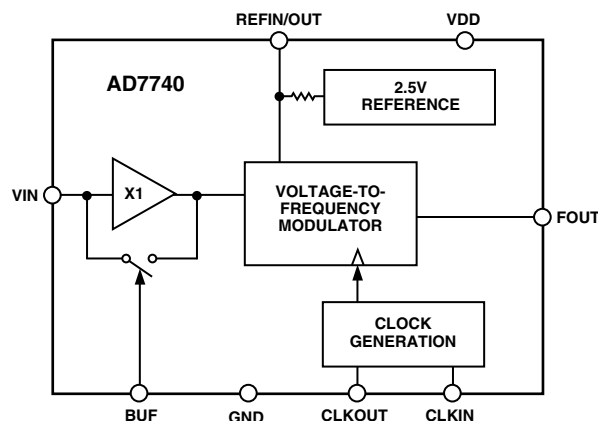 REFIN/OUT
VDD
AD7740
2.5V
REFERENCE
VIN
X1
VOLTAGE-TO-
FREQUENCY
MODULATOR
FOUT
CLOCK
GENERATION
BUF
GND
CLKOUT
CLKIN